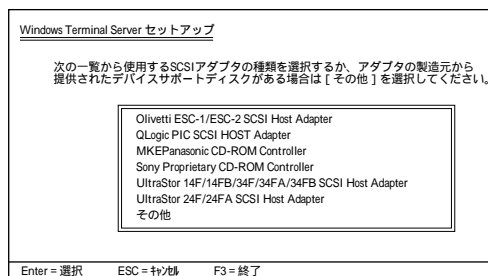 Windows Terminal Server セットアップ
次の一覧から使用するSCSIアダプタの種類を選択するか、アダプタの製造元から
提供されたデバイスサポートディスクがある場合は [ その他 ] を選択してください。
Olivetti ESC-1/ESC-2 SCSI Host Adapter
QLogic PIC SCSI HOST Adapter
MKEPanasonic CD-ROM Controller
Sony Proprietary CD-ROM Controller
UltraStor 14F/14FB/34F/34FA/34FB SCSI Host Adapter
UltraStor 24F/24FA SCSI Host Adapter
その他
Enter = 選択 ESC = ｷｬﾝｾﾙ F3 = 終了